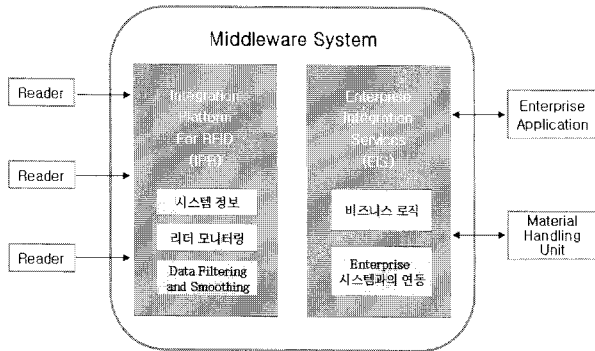 Middleware System
Reader
Reader
Reader
Integration
Platform
For RFID
(IPR)
시스템 정보
리더 모니터링
Data Filtering
and Smoothing
Enterprise
Integration
Services
(EIS)
비즈니스 로직
Enterprise
시스템과의 연동
Enterprise
Application
Material
Handling
Unit